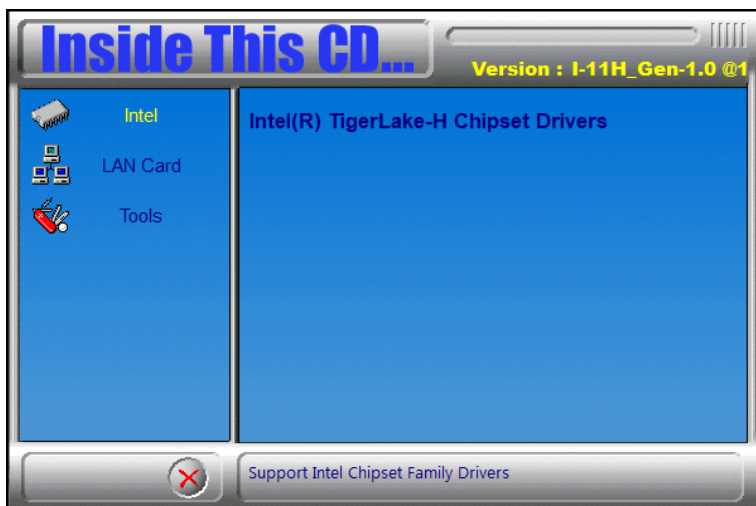 Inside This CD...
Version : I-11H_Gen-1.0 @1
Intel
LAN Card
Tools
Intel(R) TigerLake-H Chipset Drivers
Support Intel Chipset Family Drivers